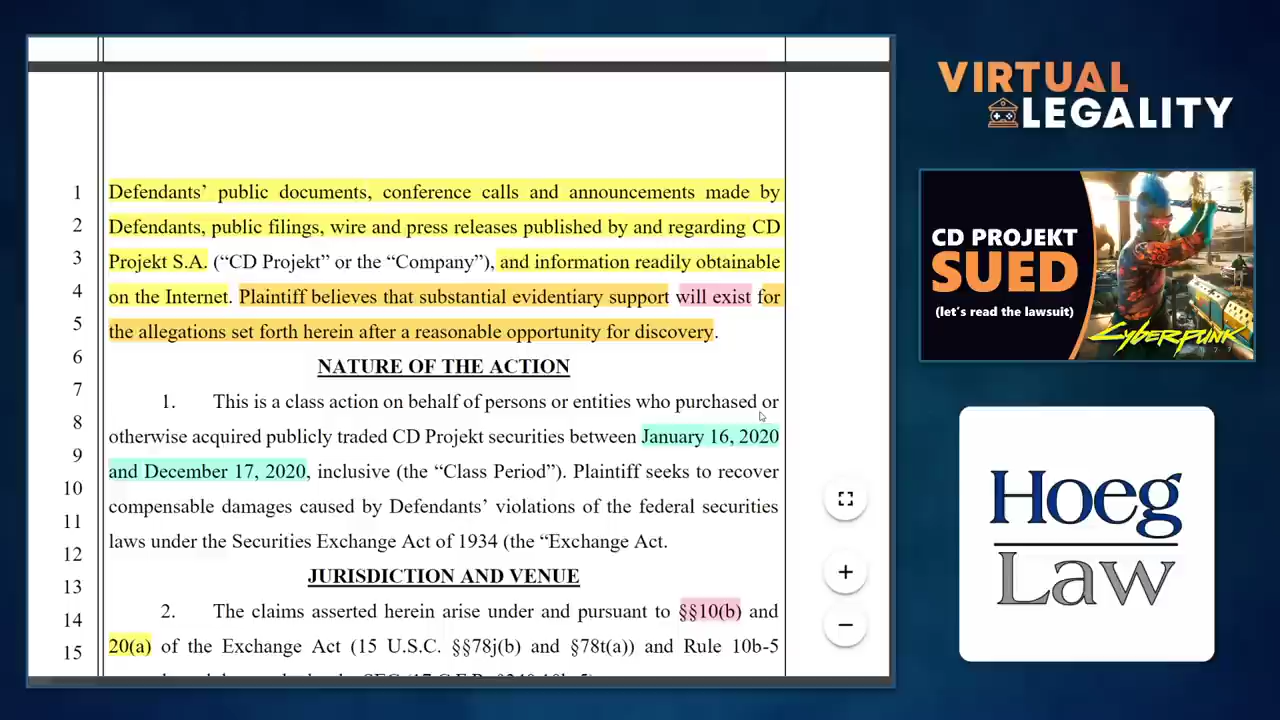 1 Defendants’ public documents, conference calls and announcements made by
2 Defendants, public filings, wire and press releases published by and regarding CD
3 Projekt S.A. (“CD Projekt” or the “Company”), and information readily obtainable
4 on the Internet. Plaintiff believes that substantial evidentiary support will exist for
5 the allegations set forth herein after a reasonable opportunity for discovery.
6 NATURE OF THE ACTION
7 1. This is a class action on behalf of persons or entities who purchased or
8 otherwise acquired publicly traded CD Projekt securities between January 16, 2020
9 and December 17, 2020, inclusive (the “Class Period”). Plaintiff seeks to recover
10 compensable damages caused by Defendants’ violations of the federal securities
11 laws under the Securities Exchange Act of 1934 (the “Exchange Act.
12
13 JURISDICTION AND VENUE
14 2. The claims asserted herein arise under and pursuant to §§10(b) and
15 20(a) of the Exchange Act (15 U.S.C. §§78j(b) and §78t(a)) and Rule 10b-5
VIRTUAL
LEGALITY
CD PROJEKT
SUED
(let’s read the lawsuit)
Cyberpunk
Hoeg
Law